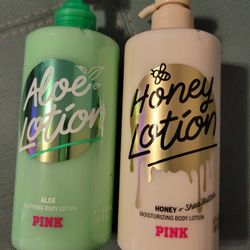 Aloe
Lotion
ALOE
SOOTHING BODY LOTION
PINK
Honey
Lotion
HONEY + Shea Butter
MOISTURIZING BODY LOTION
PINK